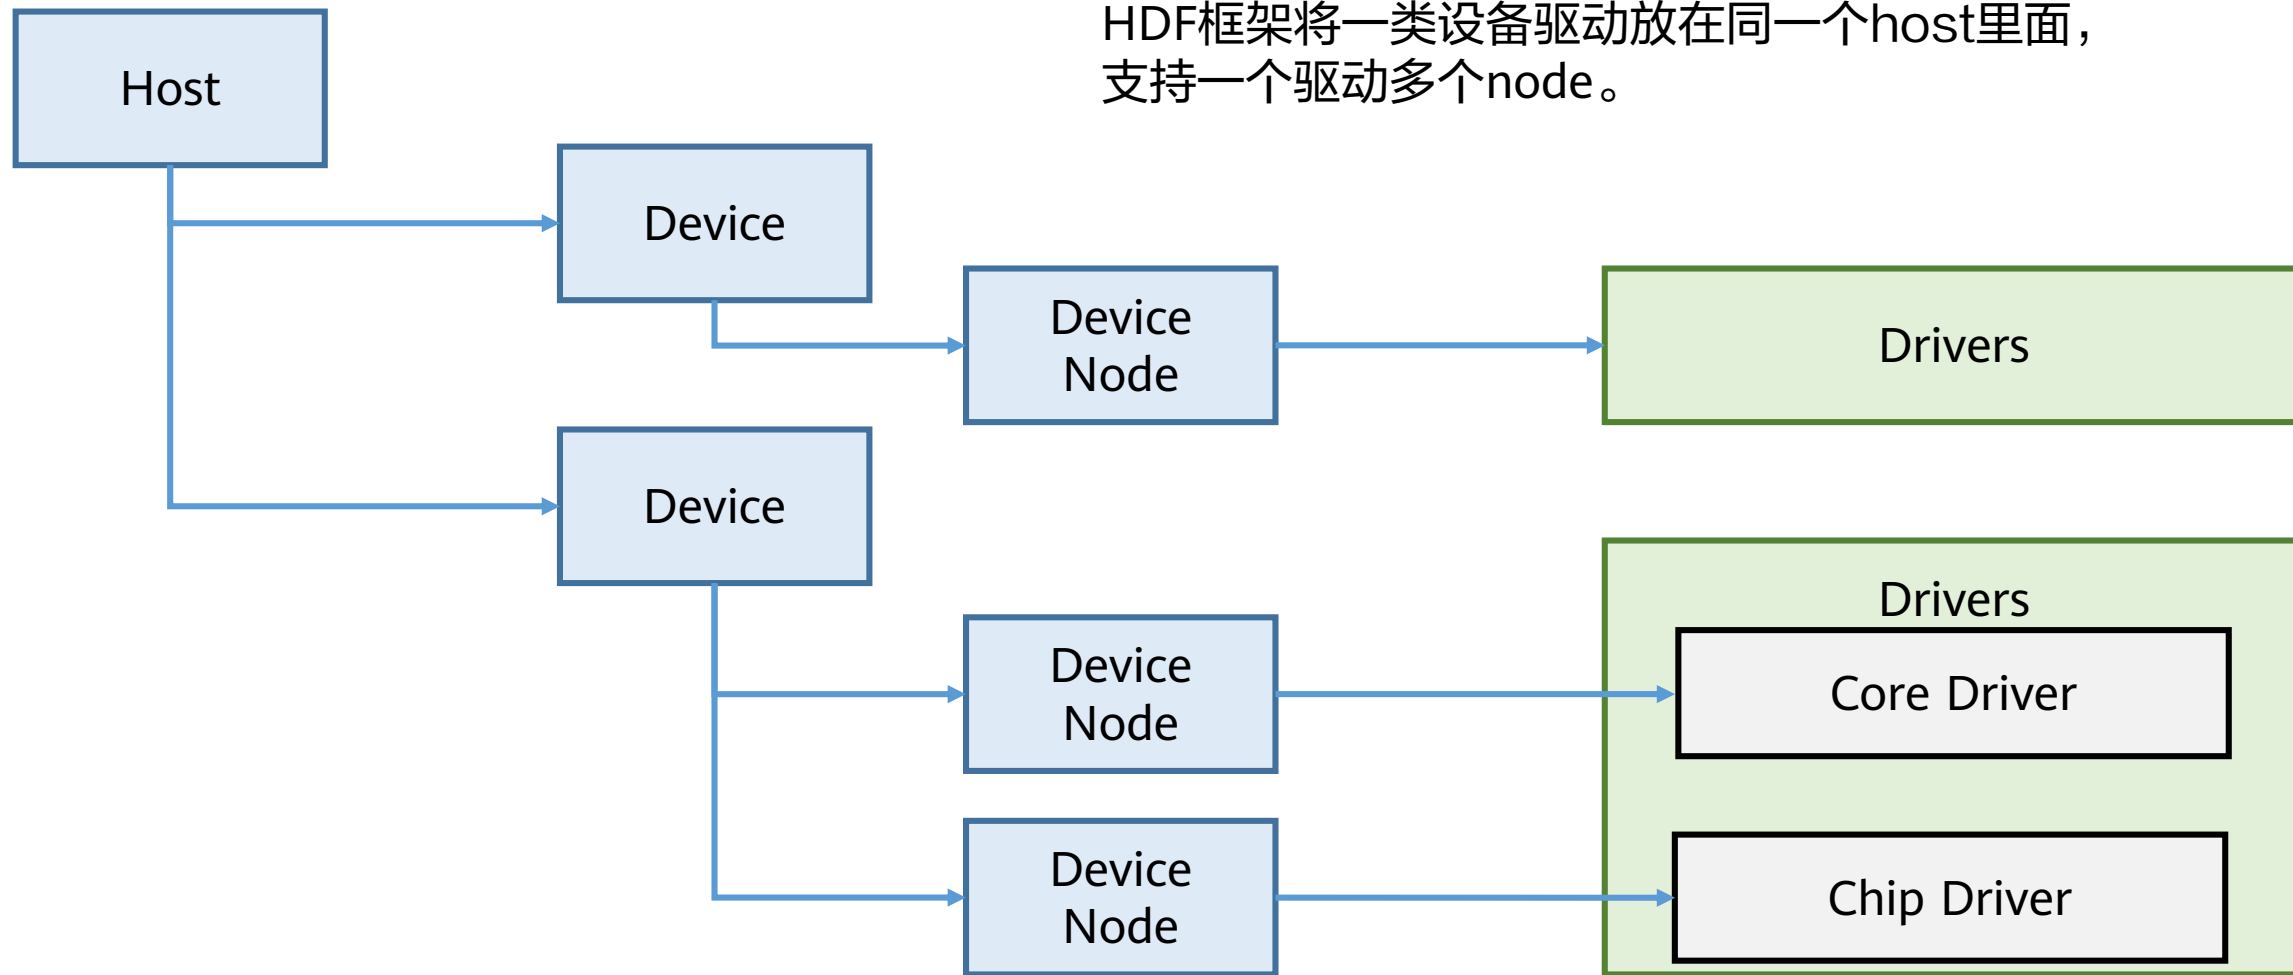 HDF框架将一类设备驱动放在同一个host里面，
支持一个驱动多个node。
Host
Device
Device
Node
Drivers
Device
Drivers
Device
Node
Core Driver
Device
Node
Chip Driver